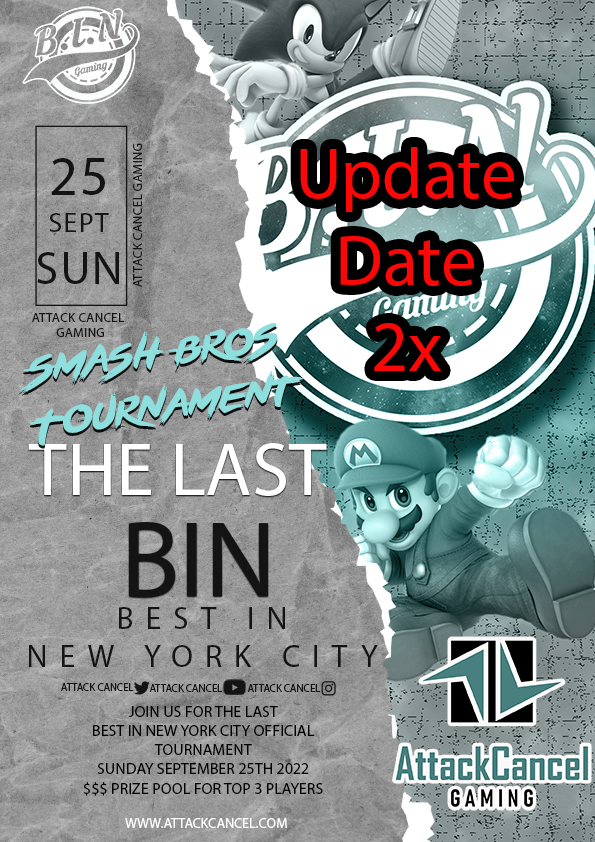 B.I.N
Gaming
25
SEPT
SUN
ATTACK CANCEL GAMING
ATTACK CANCEL
GAMING
SMASH BROS
TOURNAMENT
THE LAST
BIN
BEST IN
NEW YORK CITY
ATTACK CANCEL ATTACK CANCEL ATTACK CANCEL
JOIN US FOR THE LAST
BEST IN NEW YORK CITY OFFICIAL
TOURNAMENT
SUNDAY SEPTEMBER 25TH 2022
$$$ PRIZE POOL FOR TOP 3 PLAYERS
WWW.ATTACKCANCEL.COM
B.I.N
Gaming
Update
Date
2x
M
AttackCancel
GAMING